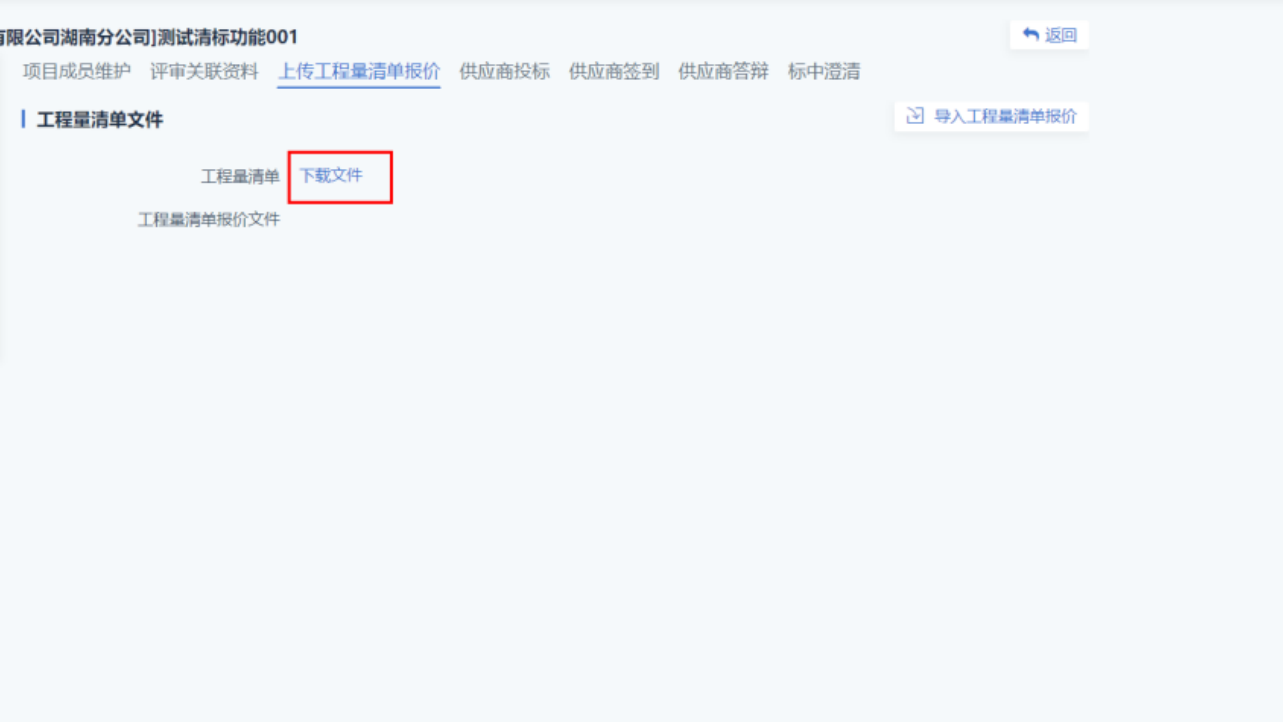 有限公司湖南分公司]测试清标功能001
返回
项目成员维护 评审关联资料 上传工程量清单报价 供应商投标 供应商签到 供应商答辩 标中澄清
工程量清单文件
导入工程量清单报价
工程量清单 下载文件
工程量清单报价文件